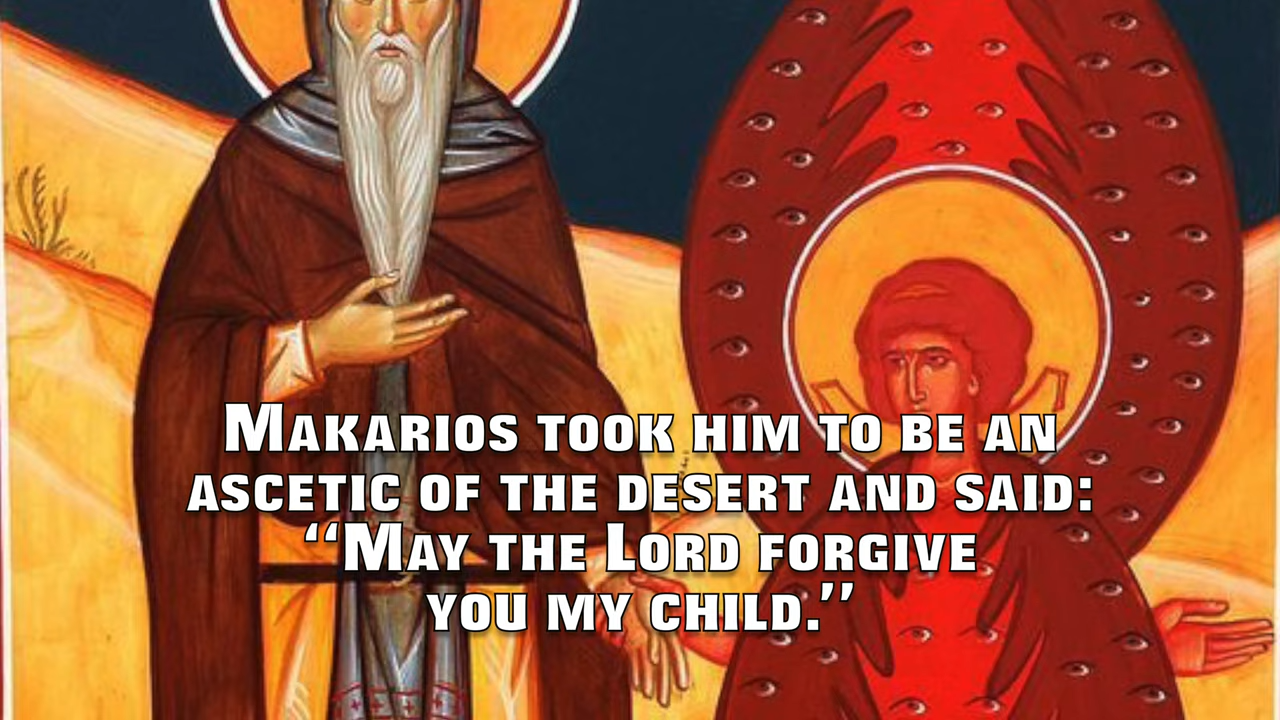 Makarios took him to be an
ascetic of the desert and said:
“May the Lord forgive
you my child.”